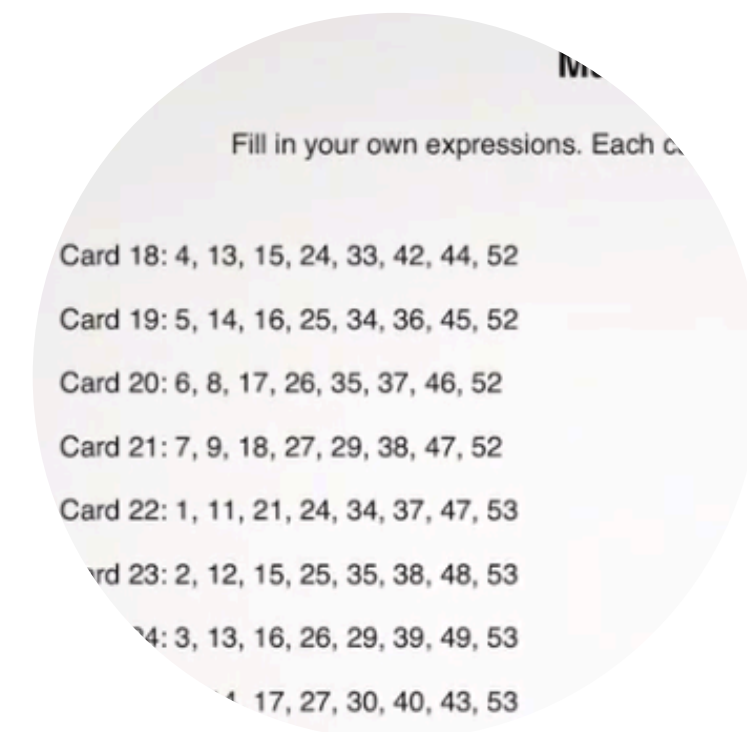 Fill in your own expressions. Each
Card 18: 4, 13, 15, 24, 33, 42, 44, 52
Card 19: 5, 14, 16, 25, 34, 36, 45, 52
Card 20: 6, 8, 17, 26, 35, 37, 46, 52
Card 21: 7, 9, 18, 27, 29, 38, 47, 52
Card 22: 1, 11, 21, 24, 34, 37, 47, 53
23: 2, 12, 15, 25, 35, 38, 48, 53
3, 13, 16, 26, 29, 39, 49, 53
17, 27, 30, 40, 43, 53